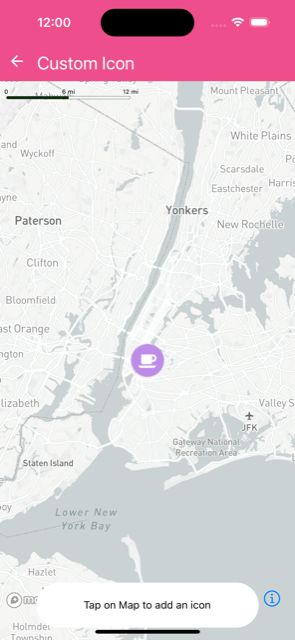 12:00
Custom Icon
0 6 mi 12 mi
Mount Pleasant
White Plains
Wyckoff
Scarsdale
Eastchester
Harris
Yonkers
Paterson
New Rochelle
Clifton
Bloomfield
ast Orange
ngton
lizabeth
Valley S
JFK
Gateway National
Recreation Area
Staten Island
Lower New
York Bay
Hazlet
Tap on Map to add an icon
Holmdel
Township